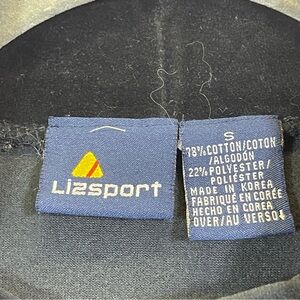 Lizsport
S
78% COTTON/COTON
/ALGODÓN
22% POLYESTER/
POLIÉSTER
MADE IN KOREA
FABRIQUÉ EN CORÉE
HECHO EN COREA
OVER/AU VERSO